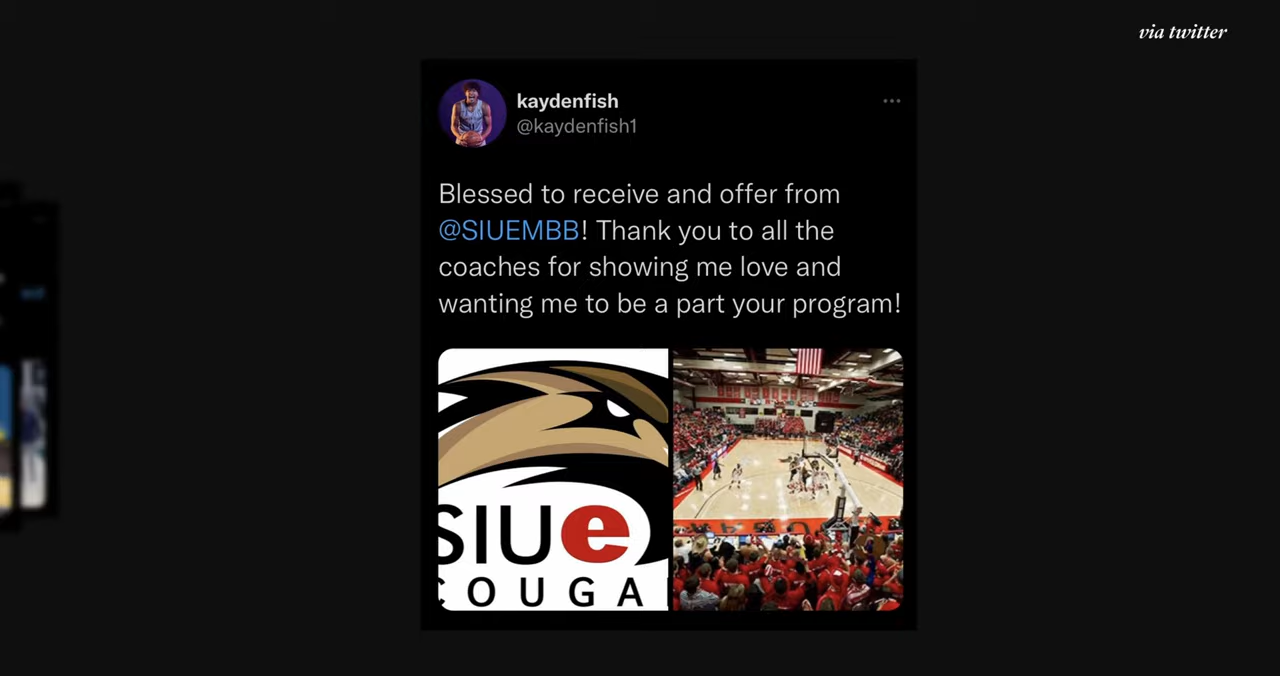 via twitter
kaydenfish
@kaydenfish1
Blessed to receive and offer from
@SIUEMBB! Thank you to all the
coaches for showing me love and
wanting me to be a part your program!
SIUe
COUGA